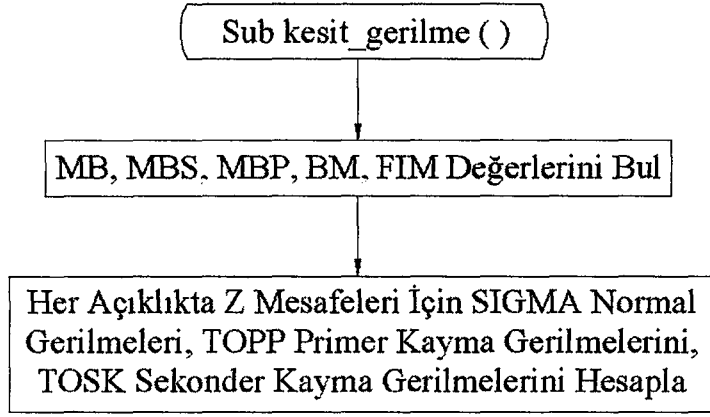 Sub kesit_gerilme ( )
MB, MBS, MBP, BM, FIM Değerlerini Bul
Her Açıklıkta Z Mesafeleri İçin SIGMA Normal
Gerilmeleri, TOPP Primer Kayma Gerilmelerini,
TOSK Sekonder Kayma Gerilmelerini Hesapla